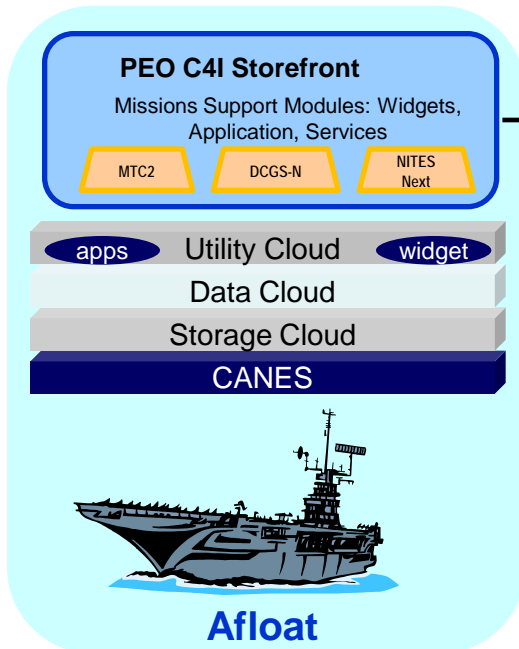 PEO C4I Storefront
Missions Support Modules: Widgets,
Application, Services
MTC2
DCGS-N
NITES
Next
apps
Utility Cloud
widget
Data Cloud
Storage Cloud
CANES
Afloat